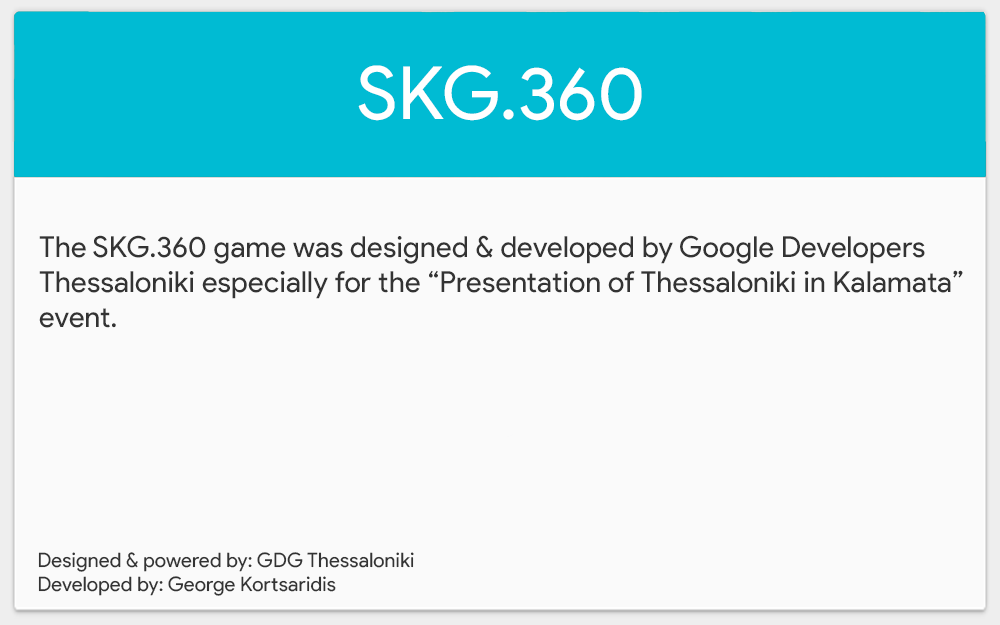 SKG.360
The SKG.360 game was designed & developed by Google Developers
Thessaloniki especially for the “Presentation of Thessaloniki in Kalamata”
event.
Designed & powered by: GDG Thessaloniki
Developed by: George Kortsaridis